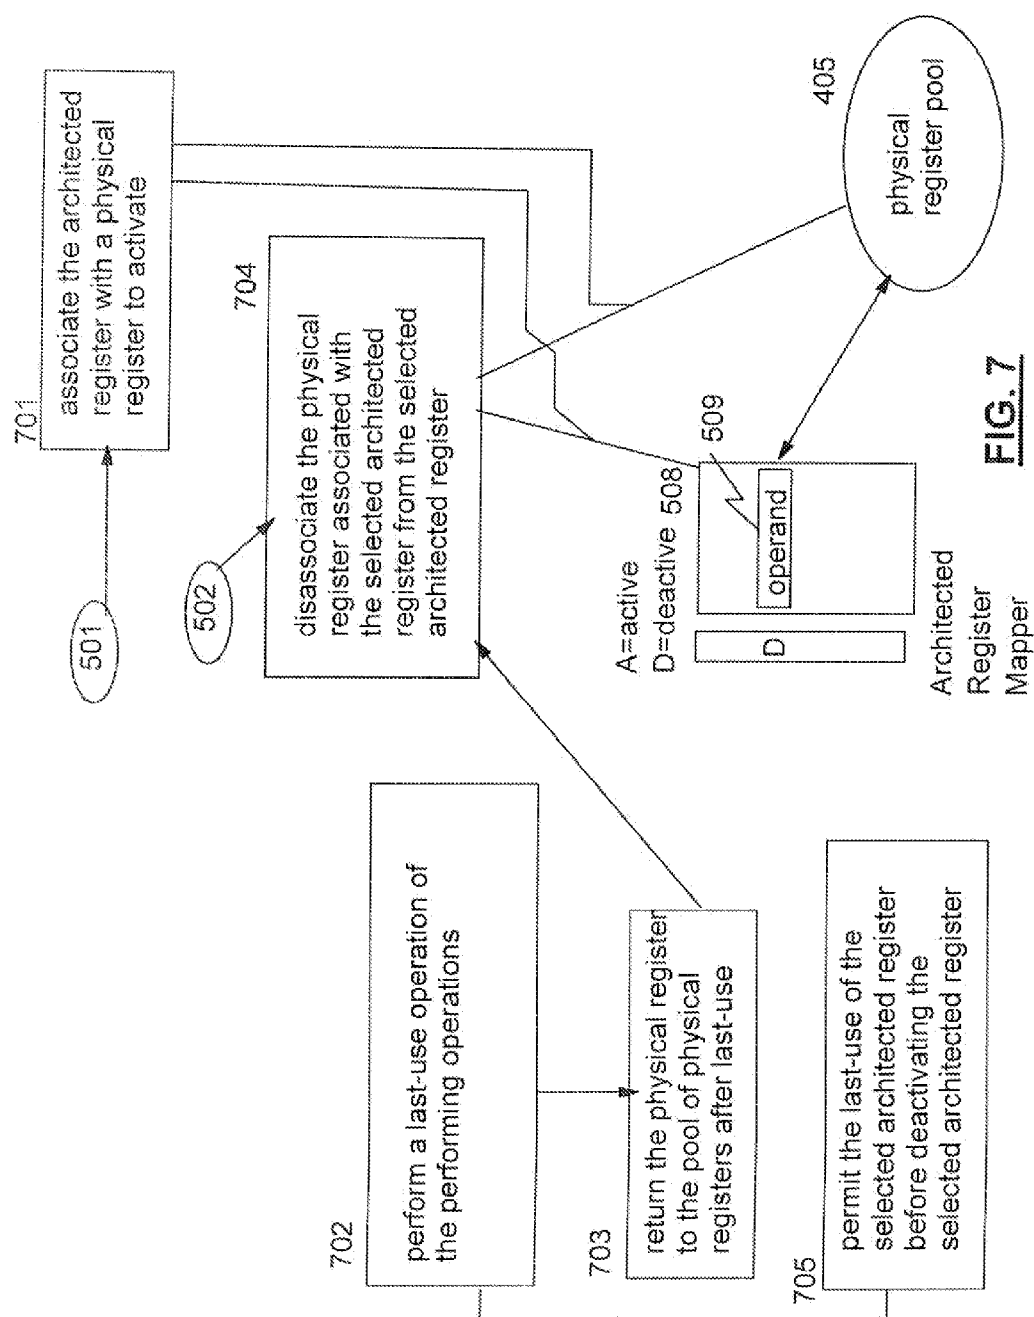 701
associate the architected
register with a physical
register to activate
501
502
704
disassociate the physical
register associated with
the selected architected
register from the selected
architected register
702
perform a last-use operation of
the performing operations
703
return the physical register
to the pool of physical
registers after last-use
705
permit the last-use of the
selected architected register
before deactivating the
selected architected register
A=active
D=deactive
508
509
D
operand
Architected
Register
Mapper
405
physical
register pool
FIG. 7